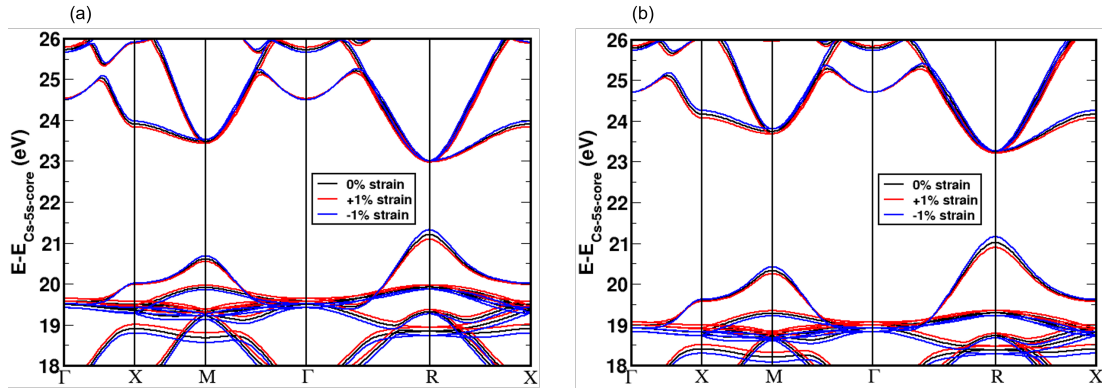 (a)
26
25
24
23
22
21
20
19
18
E-E_Cs-5s-core (eV)
0% strain
+1% strain
-1% strain
Γ X M Γ R X
(b)
26
25
24
23
22
21
20
19
18
E-E_Cs-5s-core (eV)
0% strain
+1% strain
-1% strain
Γ X M Γ R X